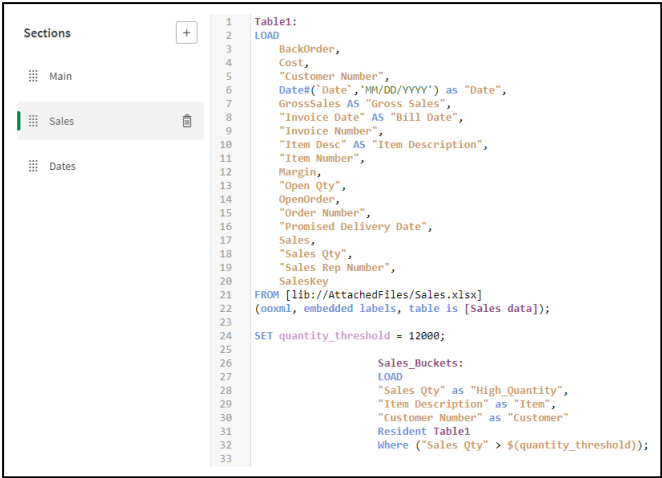 Sections
+
Main
Sales
Dates
1 Table1:
2 LOAD
3 BackOrder,
4 Cost,
5 "Customer Number",
6 Date#(`Date`,'MM/DD/YYYY') as "Date",
7 GrossSales AS "Gross Sales",
8 "Invoice Date" AS "Bill Date",
9 "Invoice Number",
10 "Item Desc" AS "Item Description",
11 "Item Number",
12 Margin,
13 "Open Qty",
14 OpenOrder,
15 "Order Number",
16 "Promised Delivery Date",
17 Sales,
18 "Sales Qty",
19 "Sales Rep Number",
20 SalesKey
21 FROM [lib://AttachedFiles/Sales.xlsx]
22 (ooxml, embedded labels, table is [Sales data]);
23
24 SET quantity_threshold = 12000;
25
26 Sales_Buckets:
27 LOAD
28 "Sales Qty" as "High_Quantity",
29 "Item Description" as "Item",
30 "Customer Number" as "Customer"
31 Resident Table1
32 Where ("Sales Qty" > $(quantity_threshold));
33